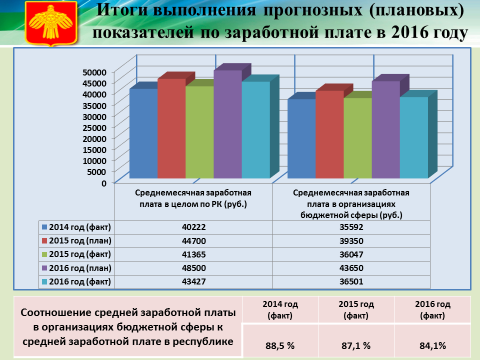 Итоги выполнения прогнозных (плановых)
показателей по заработной плате в 2016 году
50000
45000
40000
35000
30000
25000
20000
15000
10000
5000
0
Среднемесячная заработная
плата в целом по РК (руб.)
Среднемесячная заработная
плата в организациях
бюджетной сферы (руб.)
2014 год (факт) 40222 35592
2015 год (план) 44700 39350
2015 год (факт) 41365 36047
2016 год (план) 48500 43650
2016 год (факт) 43427 36501
Соотношение средней заработной платы
в организациях бюджетной сферы к
средней заработной плате в республике
2014 год
(факт)
2015 год
(факт)
2016 год
(факт)
88,5 % 87,1 % 84,1%